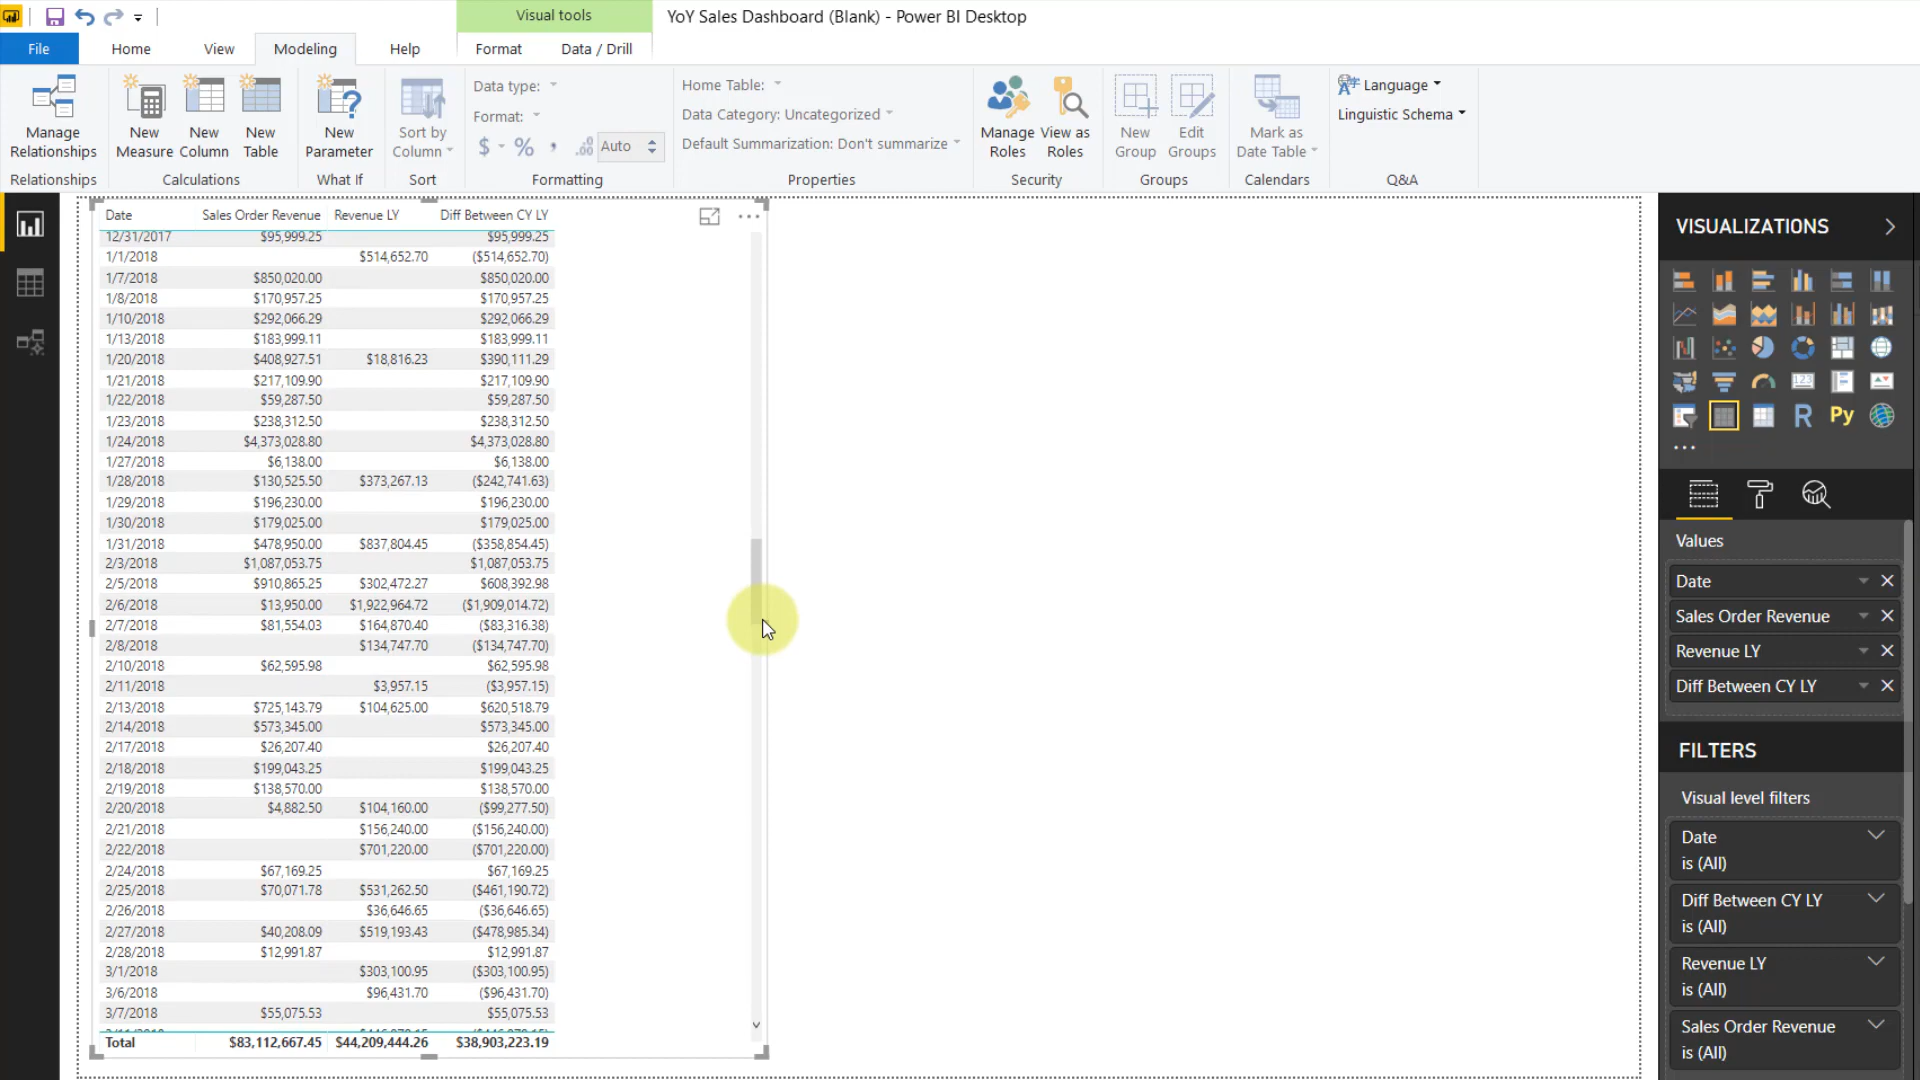 Visual tools
YoY Sales Dashboard (Blank) - Power BI Desktop
File Home View Modeling Help Format Data / Drill
Manage Relationships
New Measure
New Column
New Table
New Parameter
Sort by Column
Data type:
Format:
$ % , .00 Auto
Home Table:
Data Category: Uncategorized
Default Summarization: Don't summarize
Manage Roles
View as Roles
New Group
Edit Groups
Mark as Date Table
Language
Linguistic Schema
Relationships Calculations What If Sort Formatting Properties Security Groups Calendars Q&A
Date Sales Order Revenue Revenue LY Diff Between CY LY
12/31/2017 $95,999.25 $95,999.25
1/1/2018 $514,652.70 ($514,652.70)
1/7/2018 $850,020.00 $850,020.00
1/8/2018 $170,957.25 $170,957.25
1/10/2018 $292,066.29 $292,066.29
1/13/2018 $183,999.11 $183,999.11
1/20/2018 $408,927.51 $18,816.23 $390,111.29
1/21/2018 $217,109.90 $217,109.90
1/22/2018 $59,287.50 $59,287.50
1/23/2018 $238,312.50 $238,312.50
1/24/2018 $4,373,028.80 $4,373,028.80
1/27/2018 $6,138.00 $6,138.00
1/28/2018 $130,525.50 $373,267.13 ($242,741.63)
1/29/2018 $196,230.00 $196,230.00
1/30/2018 $179,025.00 $179,025.00
1/31/2018 $478,950.00 $837,804.45 ($358,854.45)
2/3/2018 $1,087,053.75 $1,087,053.75
2/5/2018 $910,865.25 $302,472.27 $608,392.98
2/6/2018 $13,950.00 $1,922,964.72 ($1,909,014.72)
2/7/2018 $81,554.03 $164,870.40 ($83,316.38)
2/8/2018 $134,747.70 ($134,747.70)
2/10/2018 $62,595.98 $62,595.98
2/11/2018 $3,957.15 ($3,957.15)
2/13/2018 $725,143.79 $104,625.00 $620,518.79
2/14/2018 $573,345.00 $573,345.00
2/17/2018 $26,207.40 $26,207.40
2/18/2018 $199,043.25 $199,043.25
2/19/2018 $138,570.00 $138,570.00
2/20/2018 $4,882.50 $104,160.00 ($99,277.50)
2/21/2018 $156,240.00 ($156,240.00)
2/22/2018 $701,220.00 ($701,220.00)
2/24/2018 $67,169.25 $67,169.25
2/25/2018 $70,071.78 $531,262.50 ($461,190.72)
2/26/2018 $36,646.65 ($36,646.65)
2/27/2018 $40,208.09 $519,193.43 ($478,985.34)
2/28/2018 $12,991.87 $12,991.87
3/1/2018 $303,100.95 ($303,100.95)
3/6/2018 $96,431.70 ($96,431.70)
3/7/2018 $55,075.53 $55,075.53
Total $83,112,667.45 $44,209,444.26 $38,903,223.19
VISUALIZATIONS
123
R Py
Values
Date
Sales Order Revenue
Revenue LY
Diff Between CY LY
FILTERS
Visual level filters
Date
is (All)
Diff Between CY LY
is (All)
Revenue LY
is (All)
Sales Order Revenue
is (All)